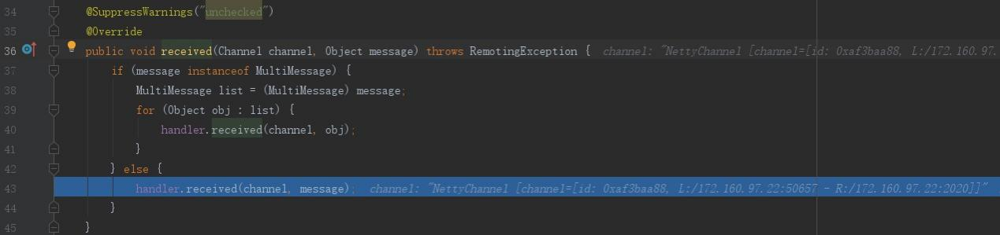 34 @SuppressWarnings("unchecked")
35 @Override
36 public void received(Channel channel, Object message) throws RemotingException { channel: "NettyChannel [channel=[id: 0xaf3baa88, L:/172.160.97.
37 if (message instanceof MultiMessage) {
38 MultiMessage list = (MultiMessage) message;
39 for (Object obj : list) {
40 handler.received(channel, obj);
41 }
42 } else {
43 handler.received(channel, message); channel: "NettyChannel [channel=[id: 0xaf3baa88, L:/172.160.97.22:50657 - R:/172.160.97.22:2020]]"
44 }
45 }